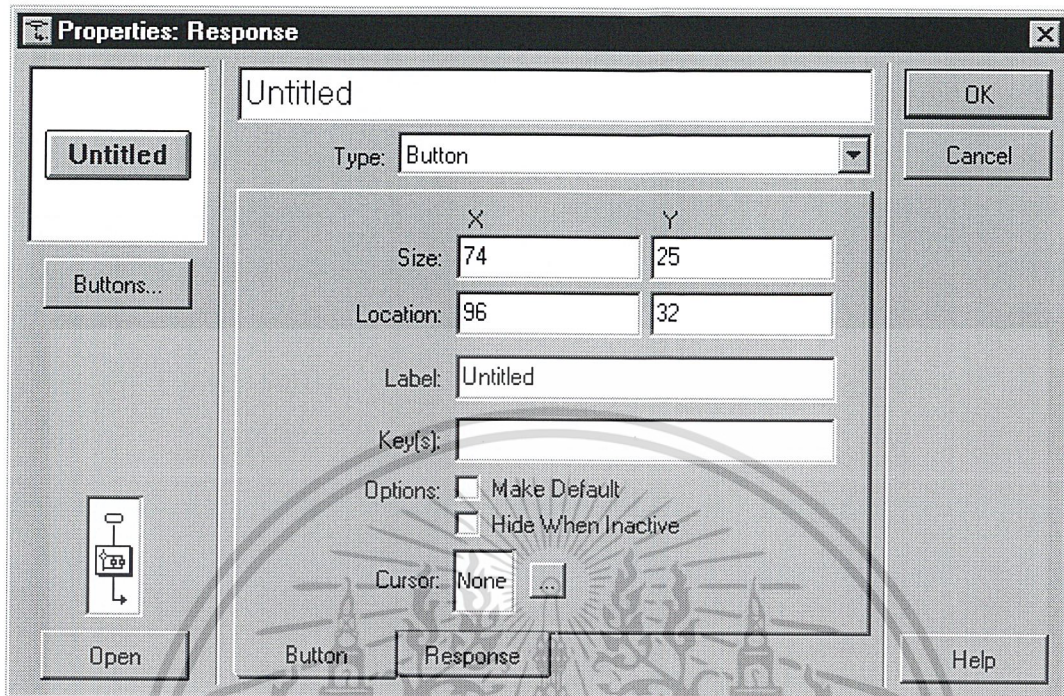 Properties: Response
Untitled
OK
Untitled
Type: Button
Cancel
X Y
Size: 74 25
Buttons...
Location: 96 32
Label: Untitled
Key(s):
Options: Make Default
Hide When Inactive
Cursor: None ...
Open
Button Response
Help